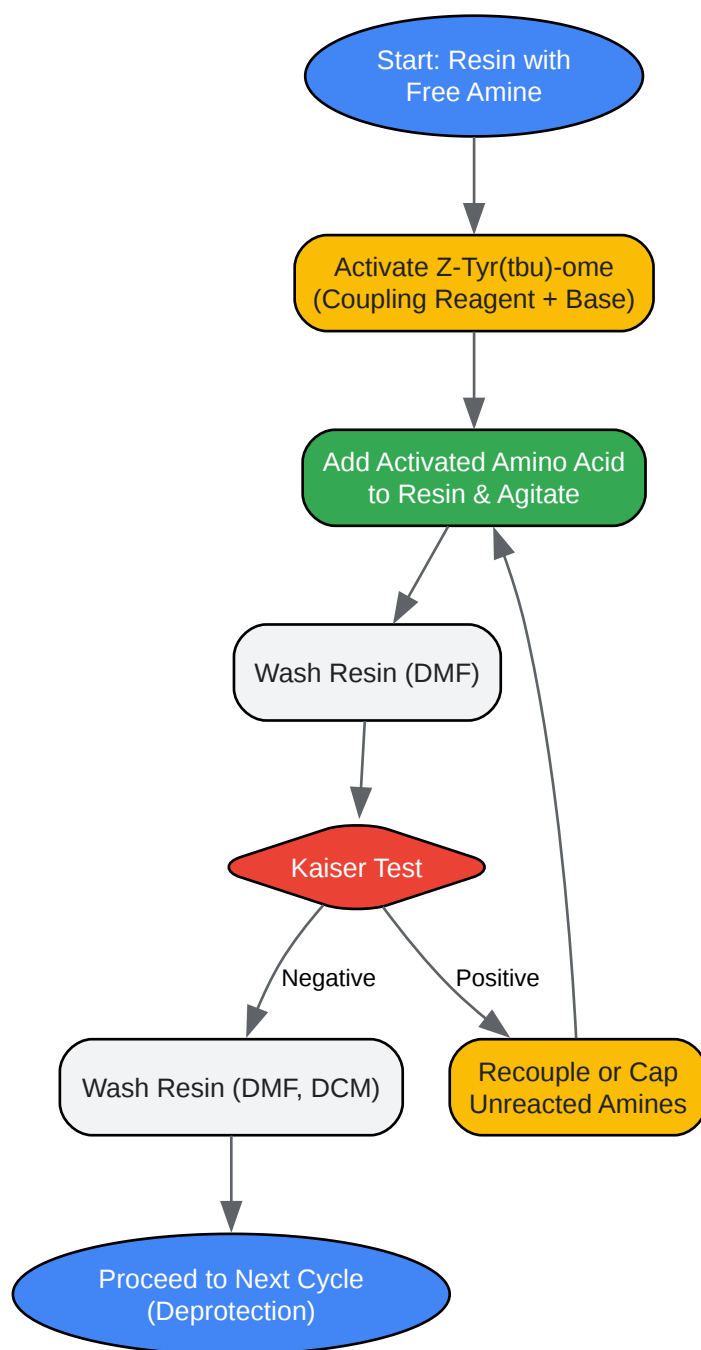 Start: Resin with
Free Amine
Activate Z-Tyr(tbu)-ome
(Coupling Reagent + Base)
Add Activated Amino Acid
to Resin & Agitate
Wash Resin (DMF)
Kaiser Test
Negative
Positive
Wash Resin (DMF, DCM)
Recouple or Cap
Unreacted Amines
Proceed to Next Cycle
(Deprotection)